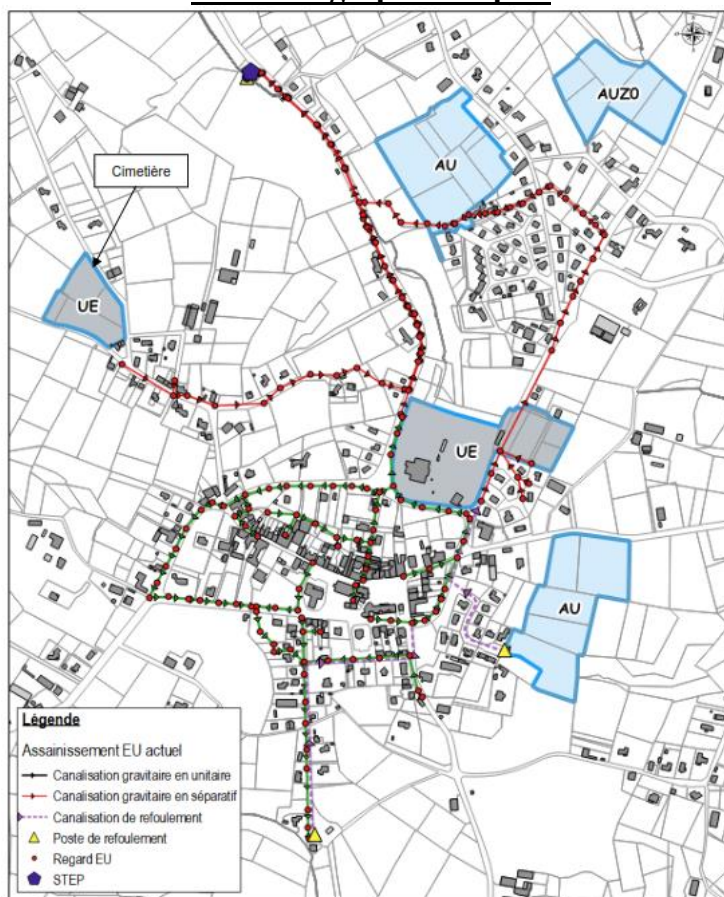 AUZ0
AU
Cimetière
UE
UE
AU
Légende
Assainissement EU actuel
Canalisation gravitaire en unitaire
Canalisation gravitaire en séparatif
Canalisation de refoulement
Poste de refoulement
Regard EU
STEP